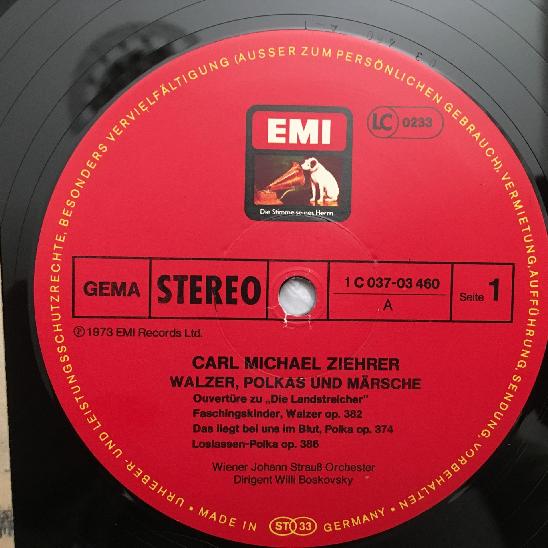 URHEBER- UND LEISTUNGSSCHUTZRECHTE, BESONDERS VERVIELFÄLTIGUNG (AUSSER ZUM PERSÖNLICHEN GEBRAUCH), VERMIETUNG, AUFFÜHRUNG, SENDUNG, VORBEHALTEN
EMI
Die Stimme seines Herrn
LC 0233
GEMA
STEREO
1 C 037-03 460
A
Seite 1
℗ 1973 EMI Records Ltd.
CARL MICHAEL ZIEHRER
WALZER, POLKAS UND MÄRSCHE
Ouvertüre zu „Die Landstreicher"
Faschingskinder, Walzer op. 382
Das liegt bei uns im Blut, Polka op. 374
Loslassen-Polka op. 386
Wiener Johann Strauß-Orchester
Dirigent Willi Boskovsky
• MADE IN STO 33 GERMANY •